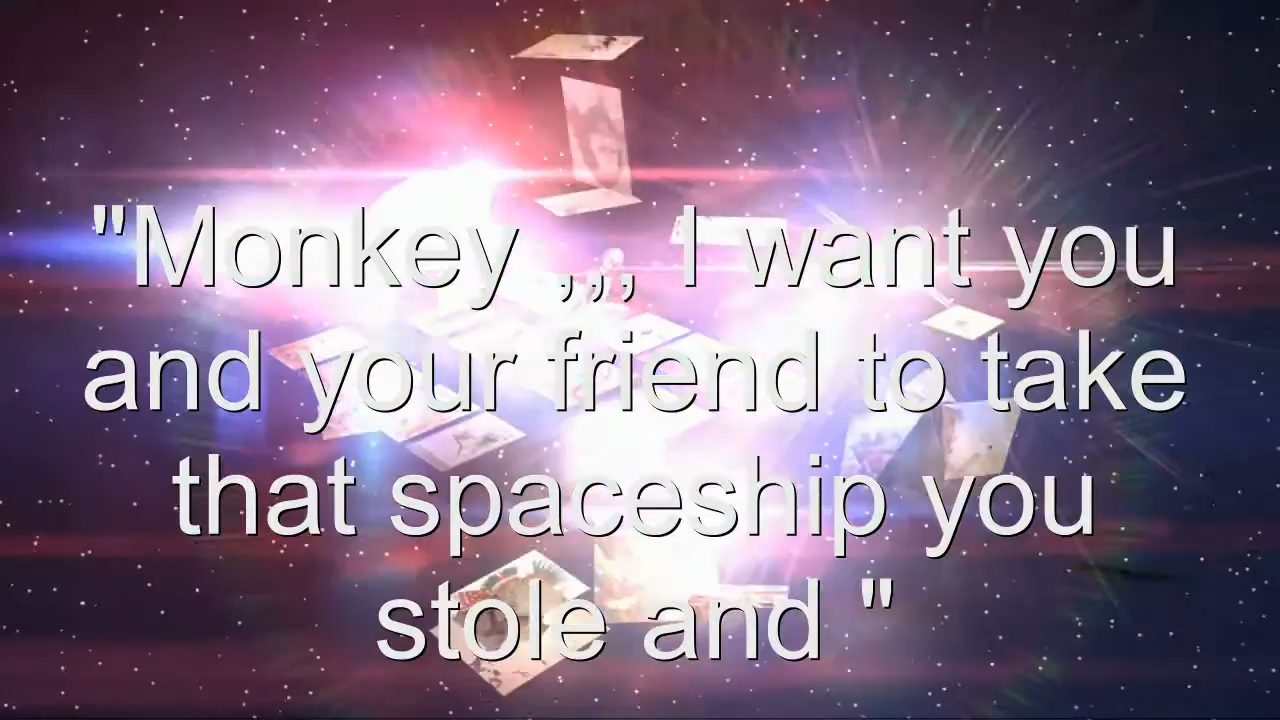 "Monkey ,,, I want you
and your friend to take
that spaceship you
stole and "